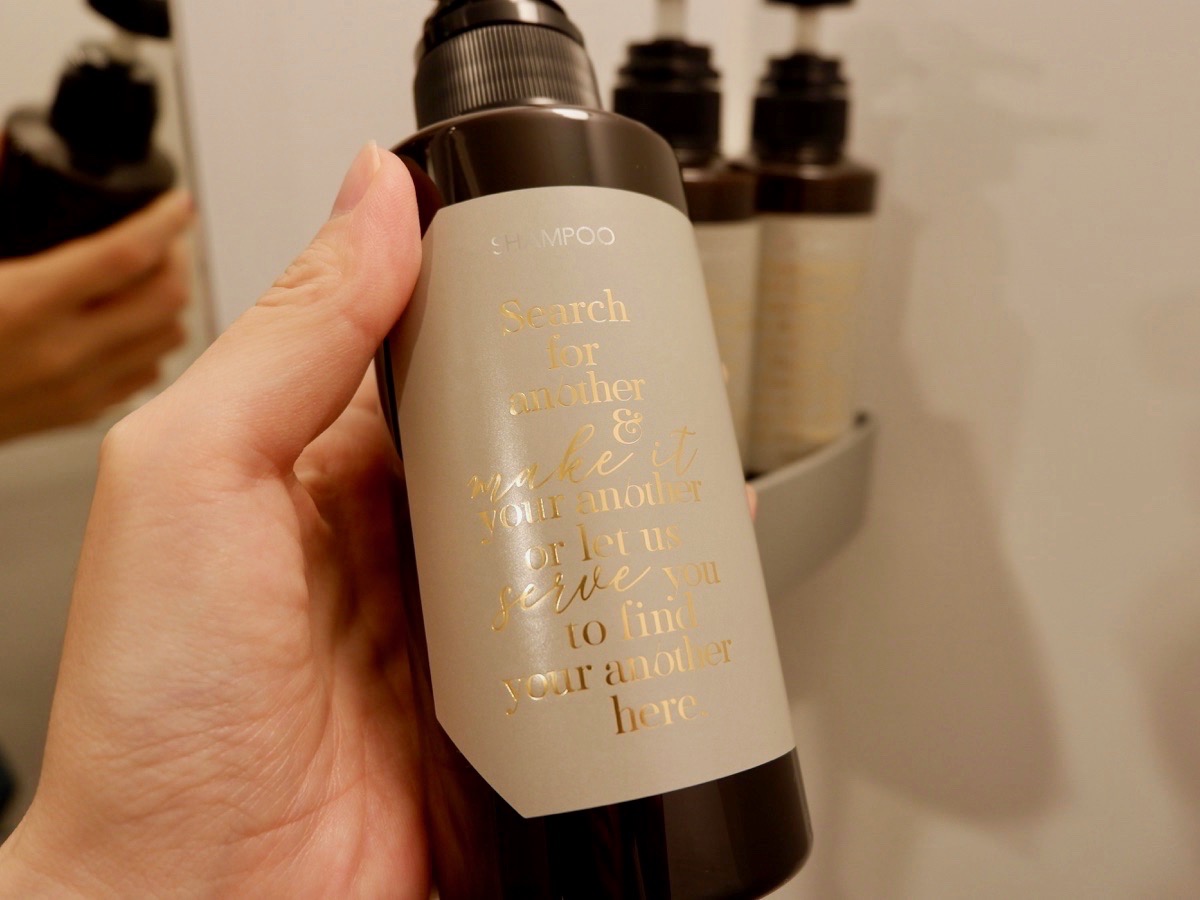 SHAMPOO
Search
for
another
&
make it
your another
or let us
serve you
to find
your another
here.